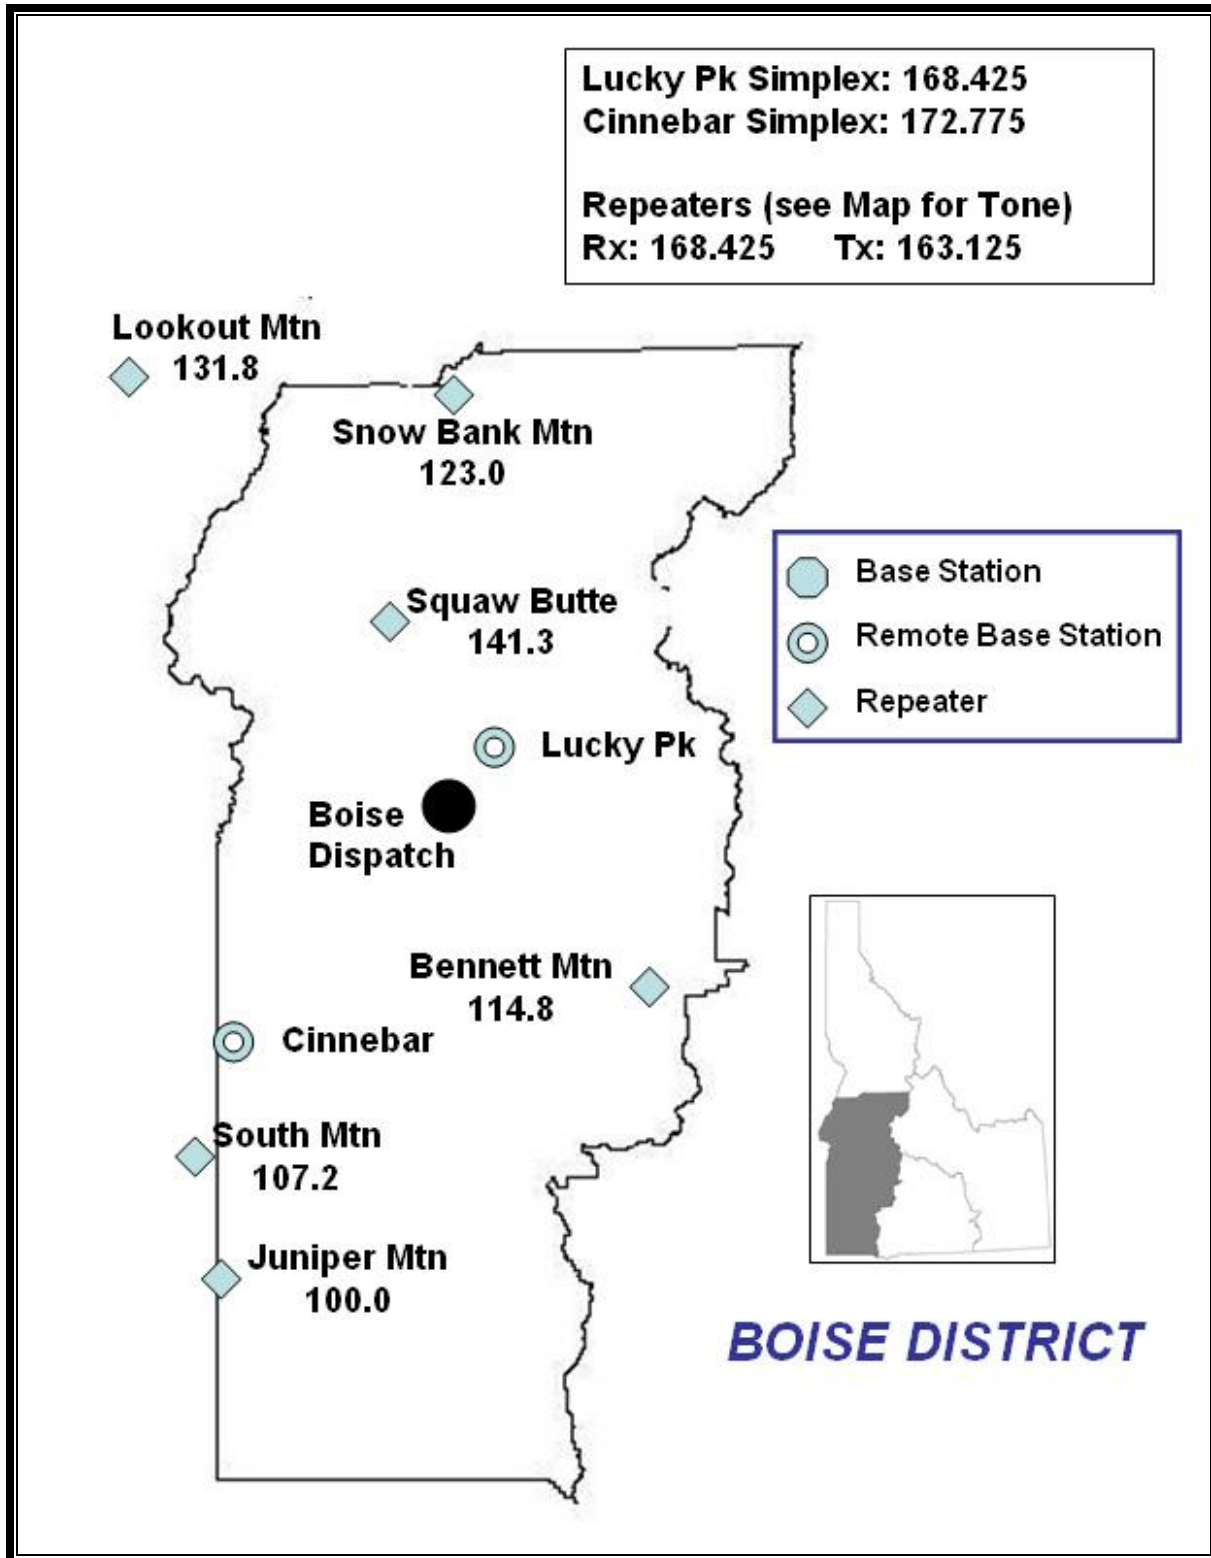 Lucky Pk Simplex: 168.425
Cinnebar Simplex: 172.775
Repeaters (see Map for Tone)
Rx: 168.425 Tx: 163.125
Lookout Mtn
131.8
Snow Bank Mtn
123.0
Squaw Butte
141.3
Base Station
Remote Base Station
Repeater
Lucky Pk
Boise
Dispatch
Bennett Mtn
114.8
Cinnebar
South Mtn
107.2
Juniper Mtn
100.0
BOISE DISTRICT